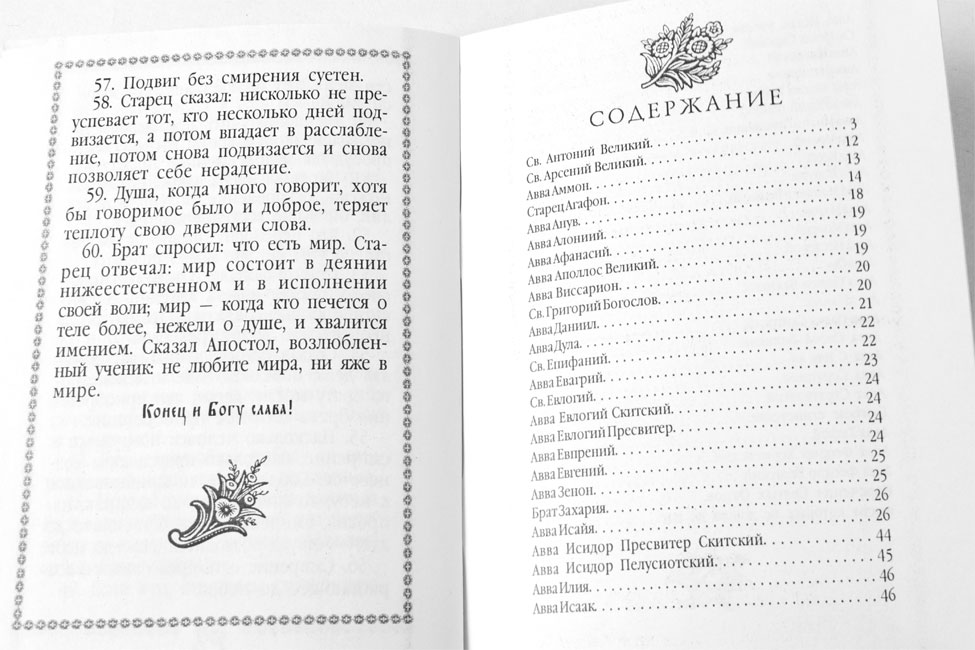 57. Подвиг без смирения суетен.
58. Старец сказал: нисколько не пре-
успевает тот, кто несколько дней под-
визается, а потом впадает в расслабле-
ние, потом снова подвизается и снова
позволяет себе нерадение.
59. Душа, когда много говорит, хотя
бы говоримое было и доброе, теряет
теплоту свою дверями слова.
60. Брат спросил: что есть мир. Ста-
рец отвечал: мир состоит в деянии
нижеестественном и в исполнении
своей воли; мир — когда кто печется о
теле более, нежели о душе, и хвалится
имением. Сказал Апостол, возлюблен-
ный ученик: не любите мира, ни яже в
мире.
Конец и Богу слава!
СОДЕРЖАНИЕ
Св. Антоний Великий. 3
Св. Арсений Великий. 12
Авва Аммон. 13
Старец Агафон. 14
Авва Анув. 18
Авва Алониий. 19
Авва Афанасий. 19
Авва Аполлос Великий. 19
Авва Виссарион. 20
Св. Григорий Богослов. 20
Авва Даниил. 21
Авва Дула. 22
Св. Епифаний. 22
Авва Евагрий. 23
Св. Евлогий. 24
Авва Евлогий Скитский. 24
Авва Евлогий Пресвитер. 24
Авва Евпрений. 24
Авва Евгений. 25
Авва Зенон. 25
Брат Захария. 26
Авва Исайя. 26
Авва Исидор Пресвитер Скитский. 44
Авва Исидор Пелусиотский. 45
Авва Илия. 46
Авва Исаак. 46